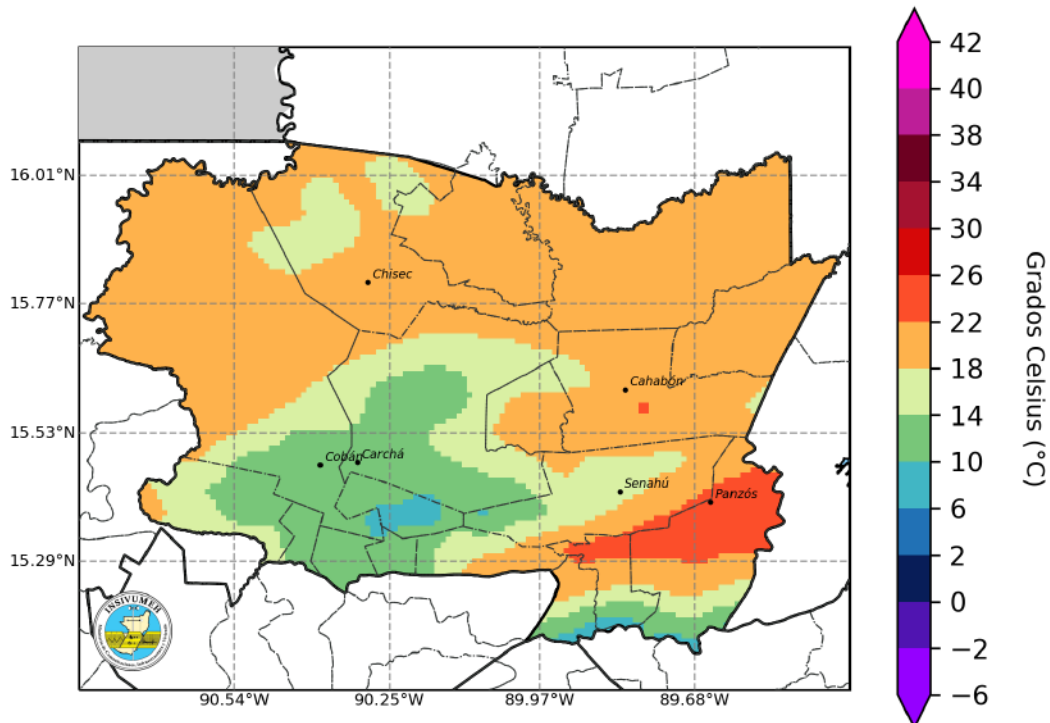 16.01°N
15.77°N
15.53°N
15.29°N
90.54°W
90.25°W
89.97°W
89.68°W
Chisec
Cahabón
Cobán
Carchá
Senahú
Panzós
INSIVUMEH
42
40
38
34
30
26
22
18
14
10
6
2
0
−2
−6
Grados Celsius (°C)